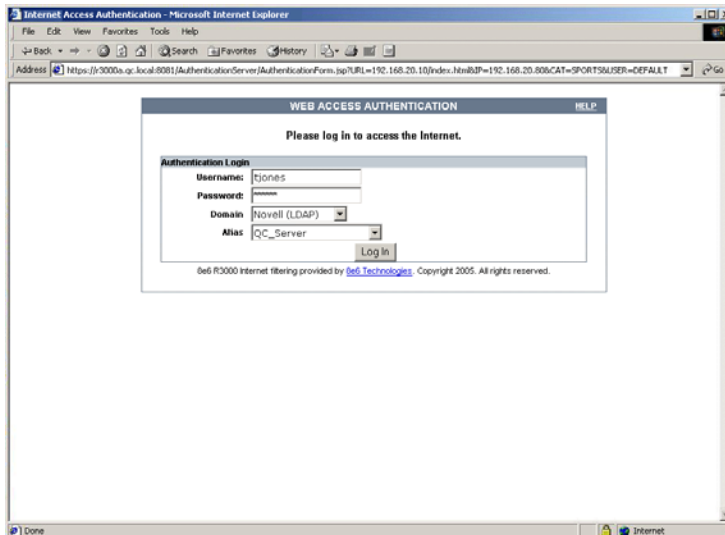 Internet Access Authentication - Microsoft Internet Explorer
File Edit View Favorites Tools Help
Back Search Favorites History
Address https://r3000a.qc.local:8081/AuthenticationServer/AuthenticationForm.jsp?URL=192.168.20.10/index.html&IP=192.168.20.80&CAT=SPORTS&USER=DEFAULT Go
WEB ACCESS AUTHENTICATION HELP
Please log in to access the Internet.
Authentication Login
Username: tjones
Password: ******
Domain Novell (LDAP)
Alias QC_Server
Log In
8e6 R3000 Internet filtering provided by 8e6 Technologies. Copyright 2005. All rights reserved.
Done Internet